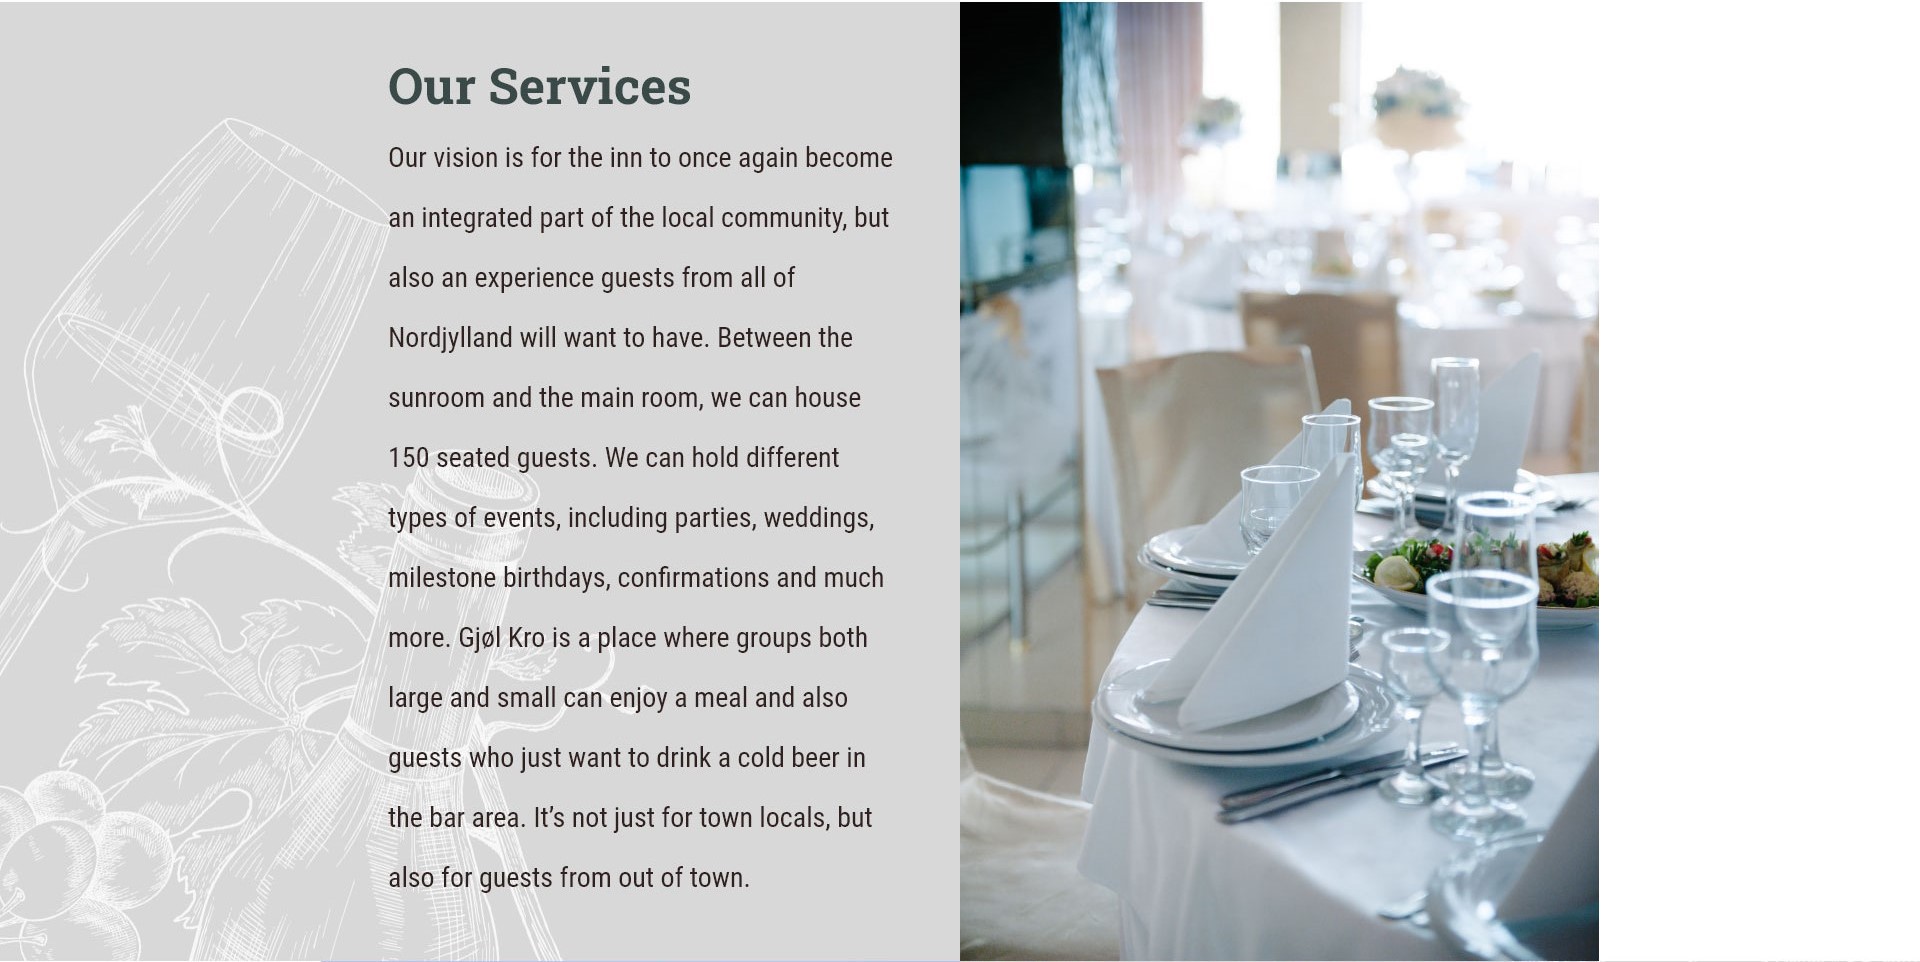 Our Services
Our vision is for the inn to once again become
an integrated part of the local community, but
also an experience guests from all of
Nordjylland will want to have. Between the
sunroom and the main room, we can house
150 seated guests. We can hold different
types of events, including parties, weddings,
milestone birthdays, confirmations and much
more. Gjøl Kro is a place where groups both
large and small can enjoy a meal and also
guests who just want to drink a cold beer in
the bar area. It’s not just for town locals, but
also for guests from out of town.